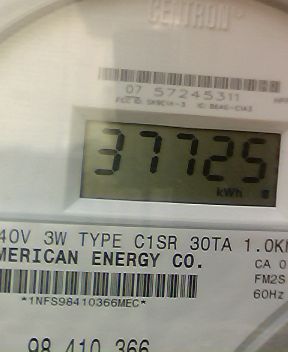 CENTRON
07 57245311
37725
kWh
40V 3W TYPE C1SR 30TA 1.0K
MERICAN ENERGY CO.
CA 0
FM2S
60Hz
*1NFS98410366MEC*
98 410 366